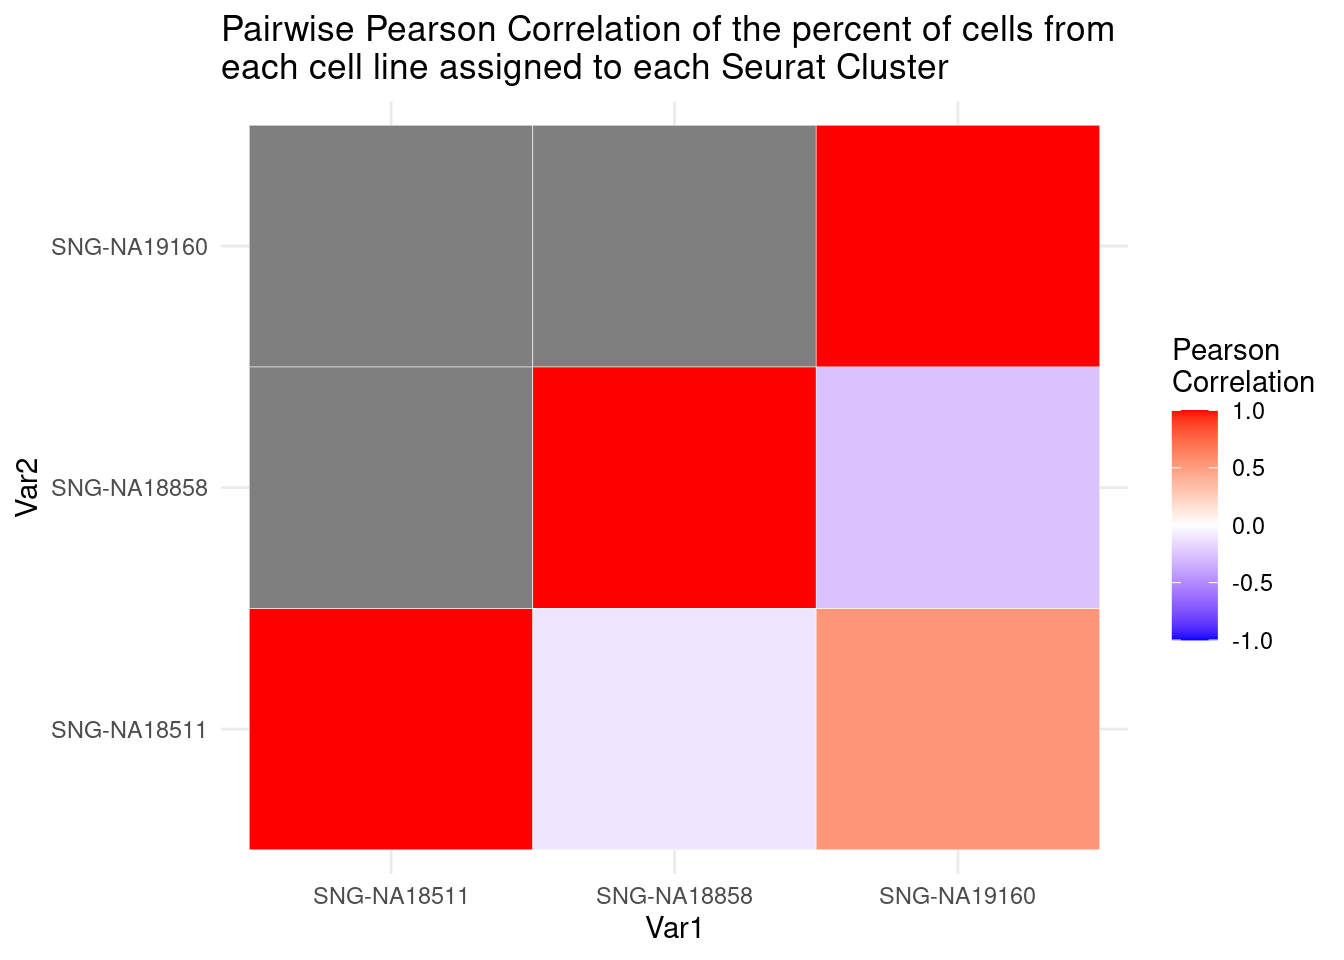 Pairwise Pearson Correlation of the percent of cells from
each cell line assigned to each Seurat Cluster
SNG-NA19160
SNG-NA18858
SNG-NA18511
Var2
SNG-NA18511
SNG-NA18858
SNG-NA19160
Var1
Pearson
Correlation
1.0
0.5
0.0
-0.5
-1.0